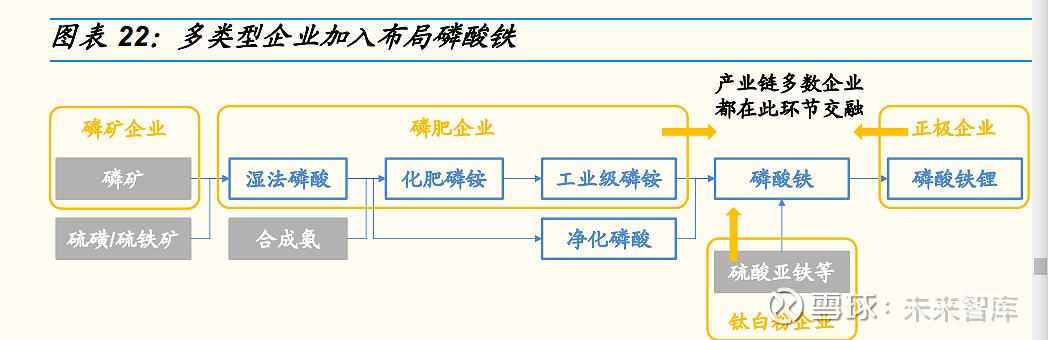 图表 22：多类型企业加入布局磷酸铁
产业链多数企业
都在此环节交融
磷矿企业
磷肥企业
正极企业
磷矿
湿法磷酸
化肥磷铵
工业级磷铵
磷酸铁
磷酸铁锂
硫磺/硫铁矿
合成氨
净化磷酸
硫酸亚铁等
钛白粉企业
雪球：未来智库